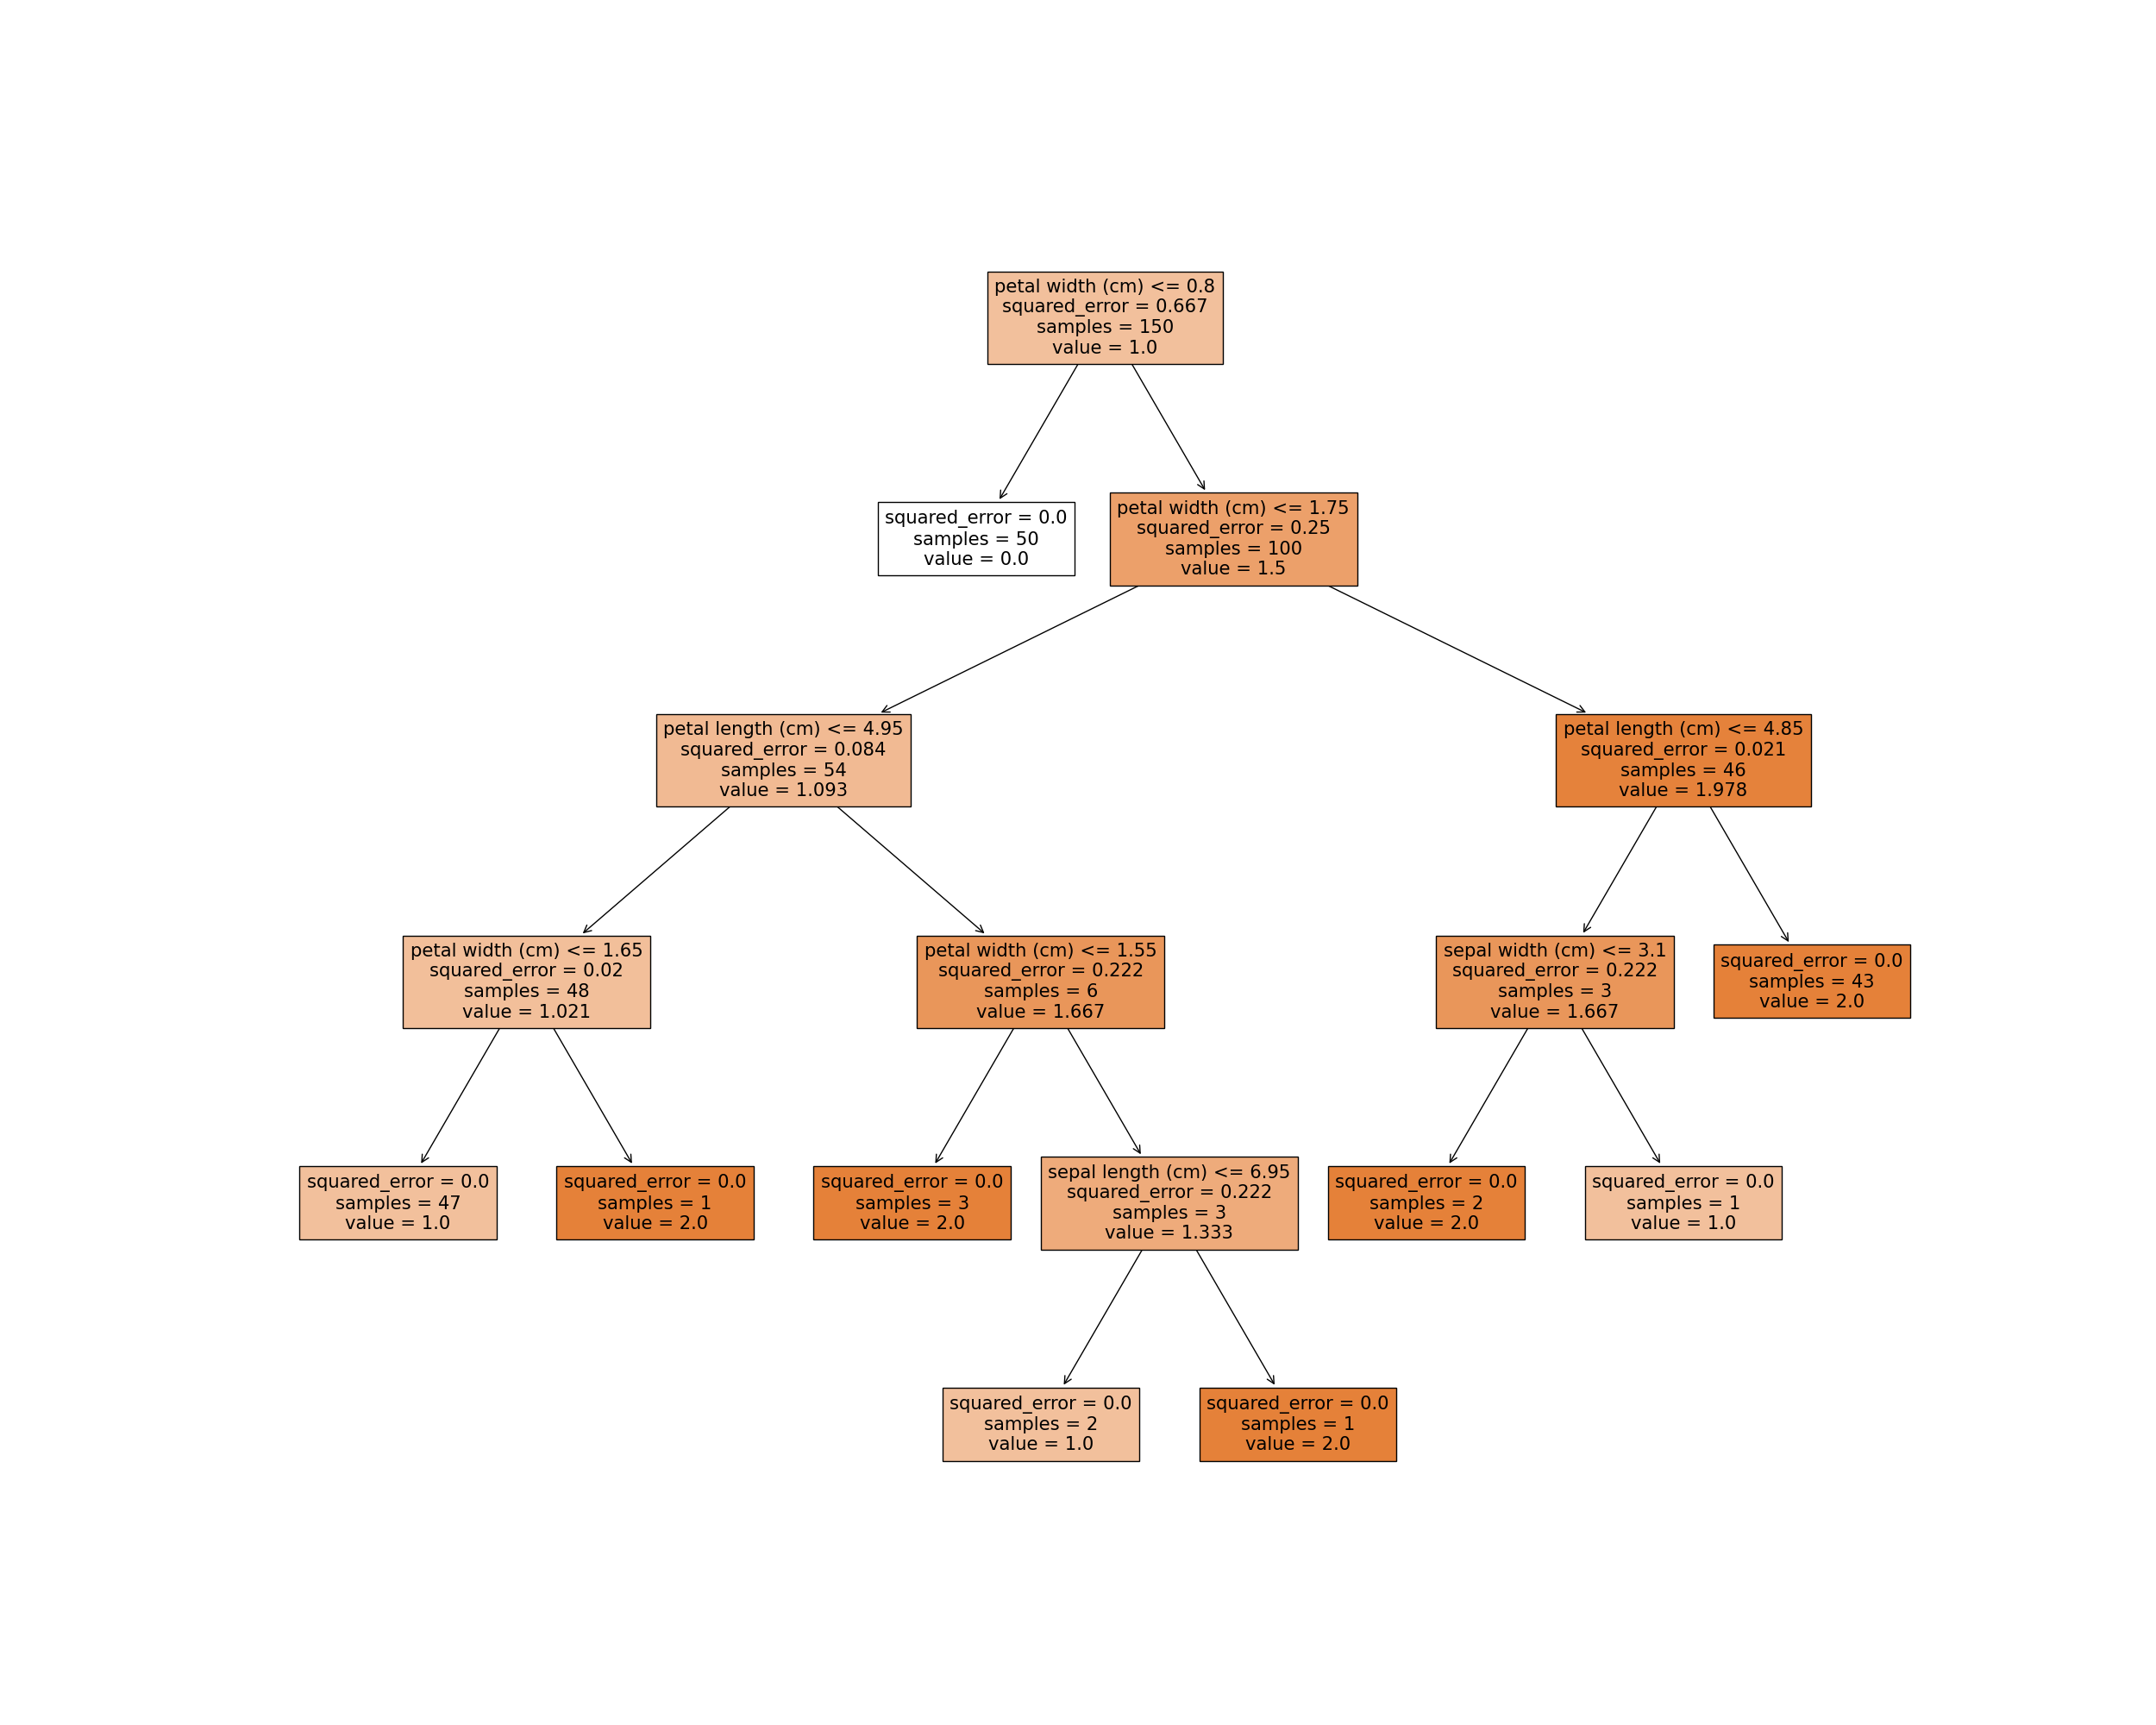 petal width (cm) <= 0.8
squared_error = 0.667
samples = 150
value = 1.0
squared_error = 0.0
samples = 50
value = 0.0
petal width (cm) <= 1.75
squared_error = 0.25
samples = 100
value = 1.5
petal length (cm) <= 4.95
squared_error = 0.084
samples = 54
value = 1.093
petal length (cm) <= 4.85
squared_error = 0.021
samples = 46
value = 1.978
petal width (cm) <= 1.65
squared_error = 0.02
samples = 48
value = 1.021
petal width (cm) <= 1.55
squared_error = 0.222
samples = 6
value = 1.667
sepal width (cm) <= 3.1
squared_error = 0.222
samples = 3
value = 1.667
squared_error = 0.0
samples = 43
value = 2.0
squared_error = 0.0
samples = 47
value = 1.0
squared_error = 0.0
samples = 1
value = 2.0
squared_error = 0.0
samples = 3
value = 2.0
sepal length (cm) <= 6.95
squared_error = 0.222
samples = 3
value = 1.333
squared_error = 0.0
samples = 2
value = 2.0
squared_error = 0.0
samples = 1
value = 1.0
squared_error = 0.0
samples = 2
value = 1.0
squared_error = 0.0
samples = 1
value = 2.0